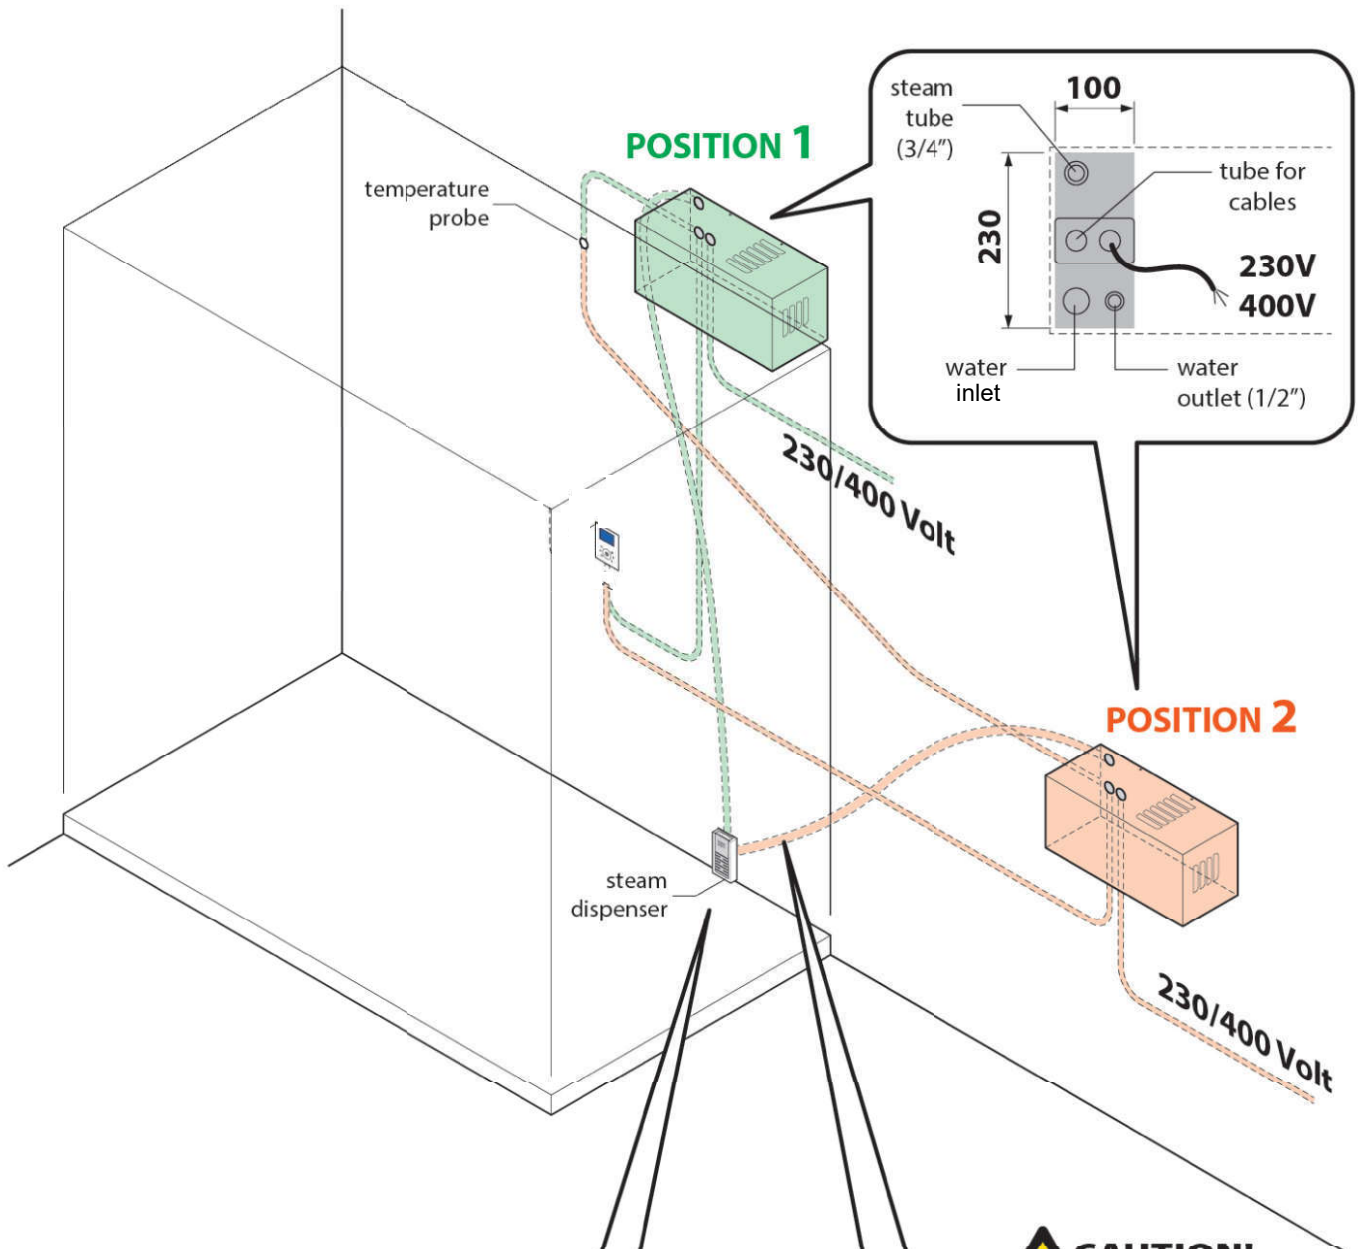 POSITION 1
temperature
probe
steam
tube
(3/4")
100
230
tube for
cables
230V
400V
water
inlet
water
outlet (1/2")
230/400 Volt
POSITION 2
steam
dispenser
230/400 Volt
CAUTION!